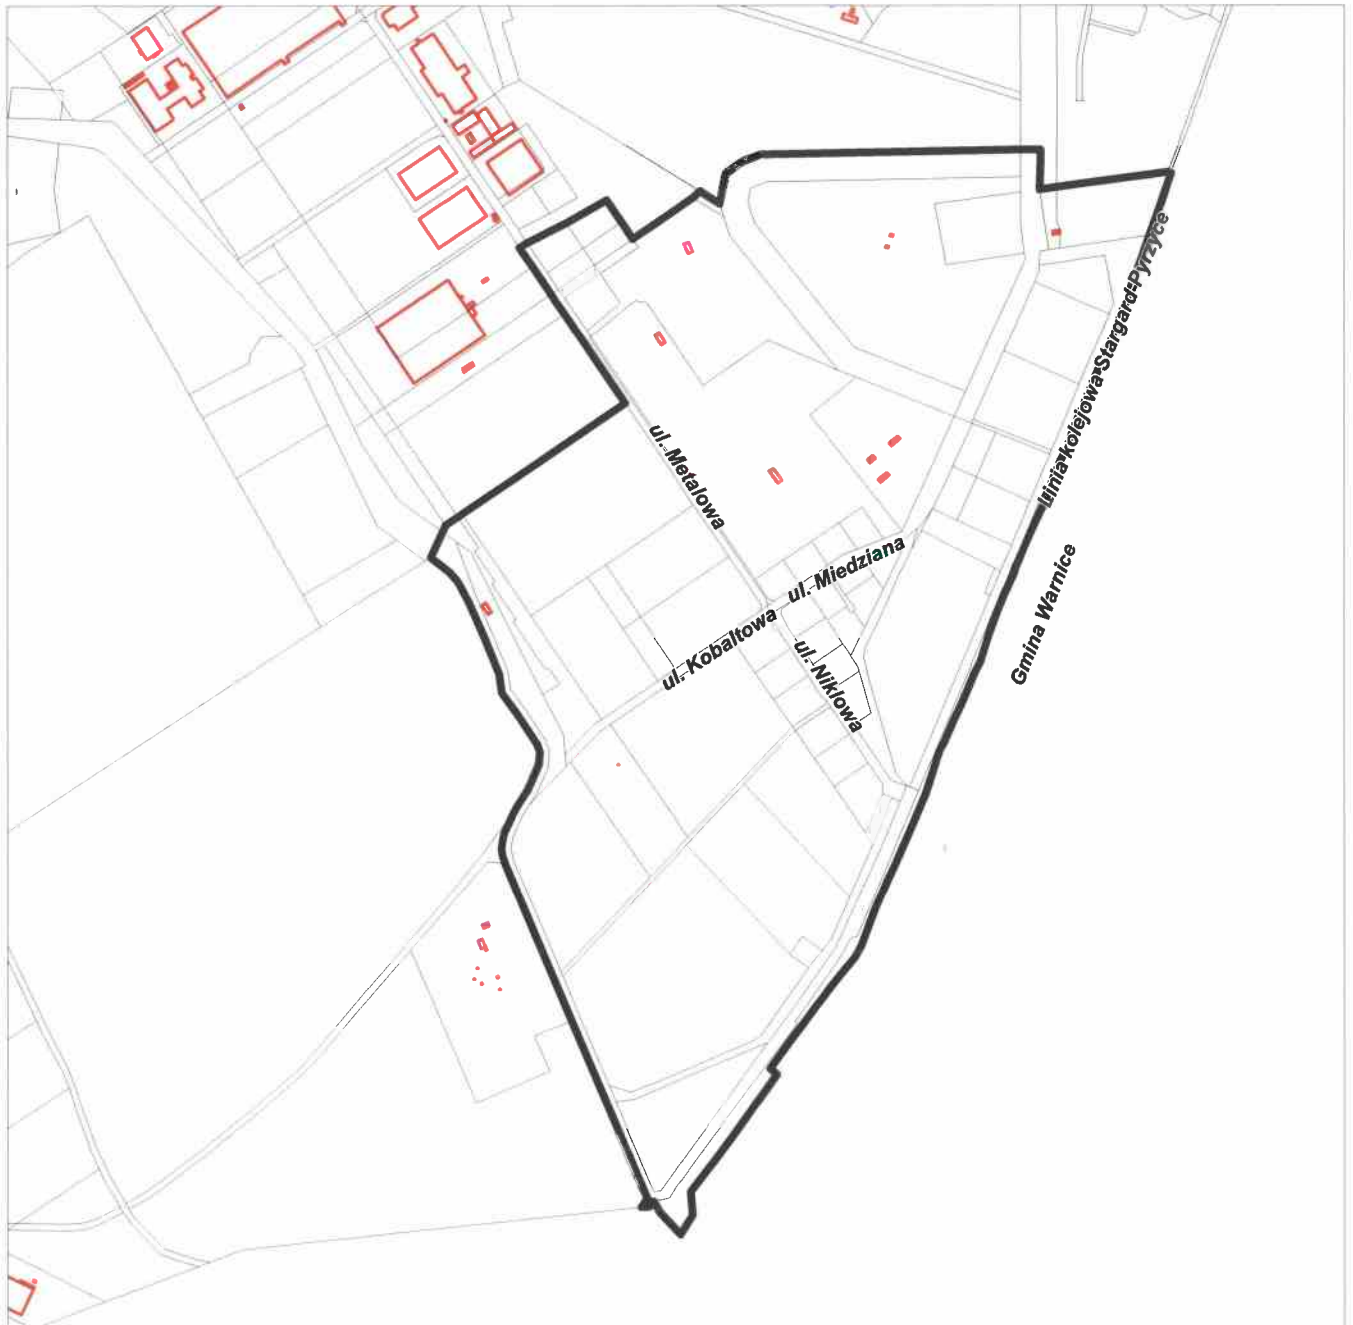 linia kolejowa Stargard-Pyrzyce
ul. Metalowa
ul. Miedziana
Gmina Warnice
ul. Kobaltowa
ul. Niklowa